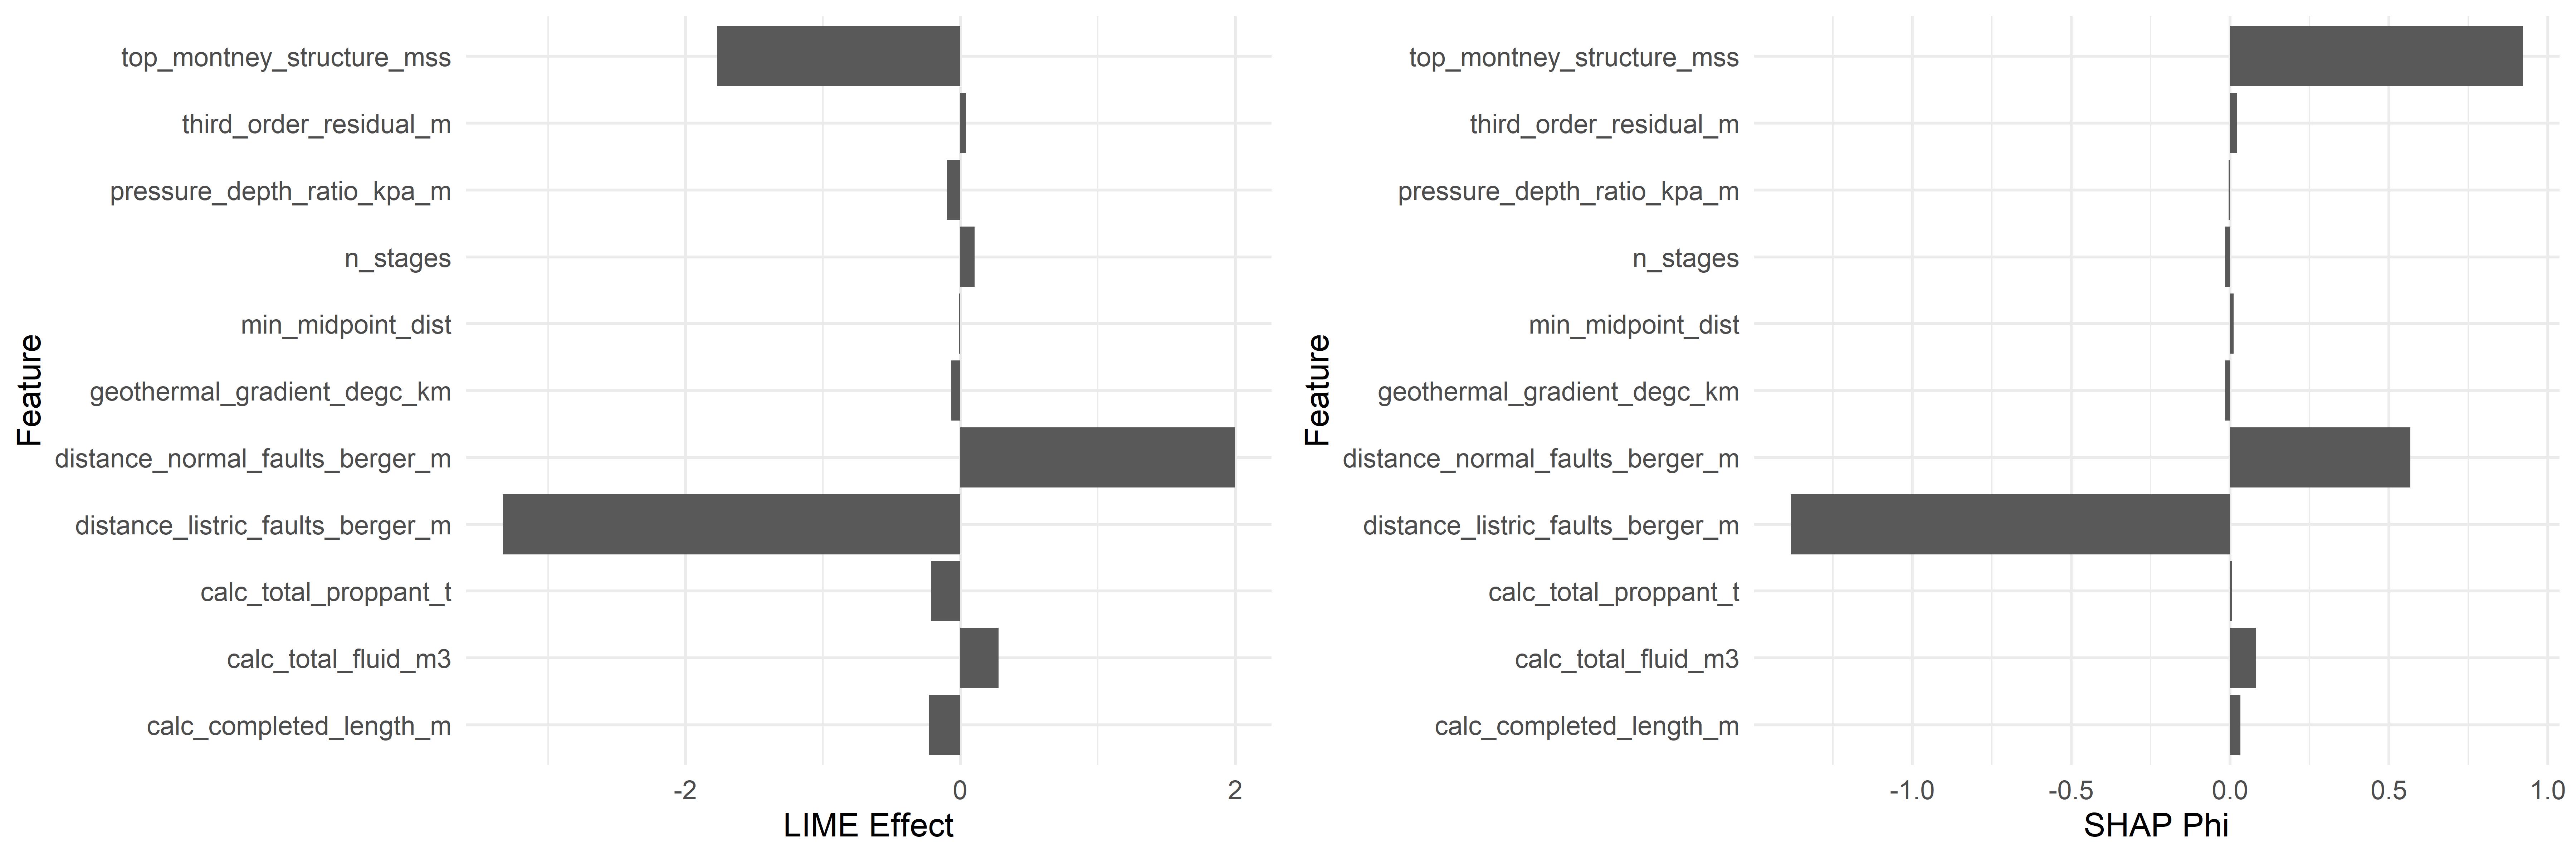 Feature
top_montney_structure_mss
third_order_residual_m
pressure_depth_ratio_kpa_m
n_stages
min_midpoint_dist
geothermal_gradient_degc_km
distance_normal_faults_berger_m
distance_listric_faults_berger_m
calc_total_proppant_t
calc_total_fluid_m3
calc_completed_length_m
-2 0 2
LIME Effect
Feature
top_montney_structure_mss
third_order_residual_m
pressure_depth_ratio_kpa_m
n_stages
min_midpoint_dist
geothermal_gradient_degc_km
distance_normal_faults_berger_m
distance_listric_faults_berger_m
calc_total_proppant_t
calc_total_fluid_m3
calc_completed_length_m
-1.0 -0.5 0.0 0.5 1.0
SHAP Phi